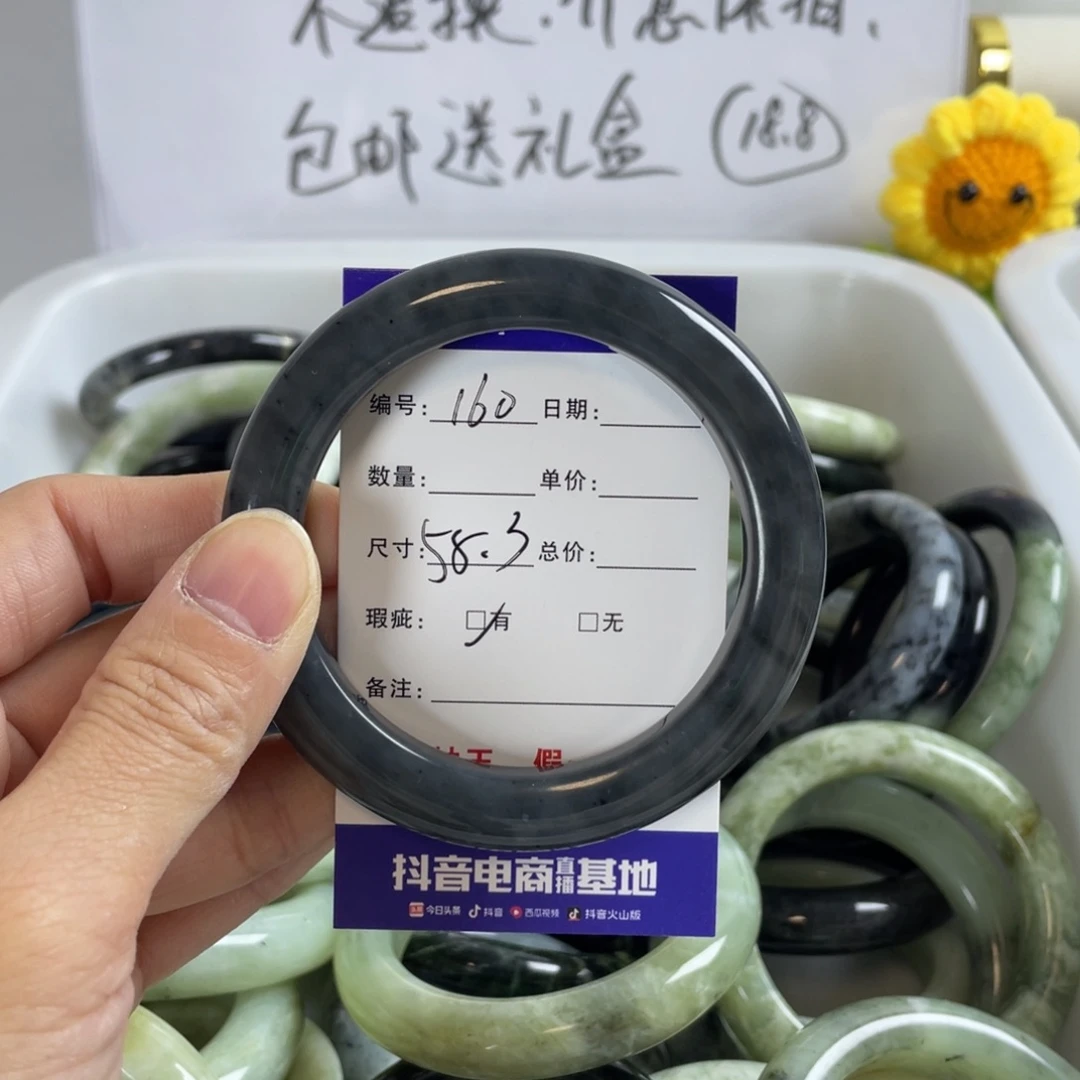 不退换.介意慎拍.
包邮送礼盒 (18.8)
编号: 160 日期:
数量: 单价:
尺寸: 58.3 总价:
瑕疵: □有 □无
备注:
假
抖音电商直播基地
今日头条 抖音 西瓜视频 抖音火山版